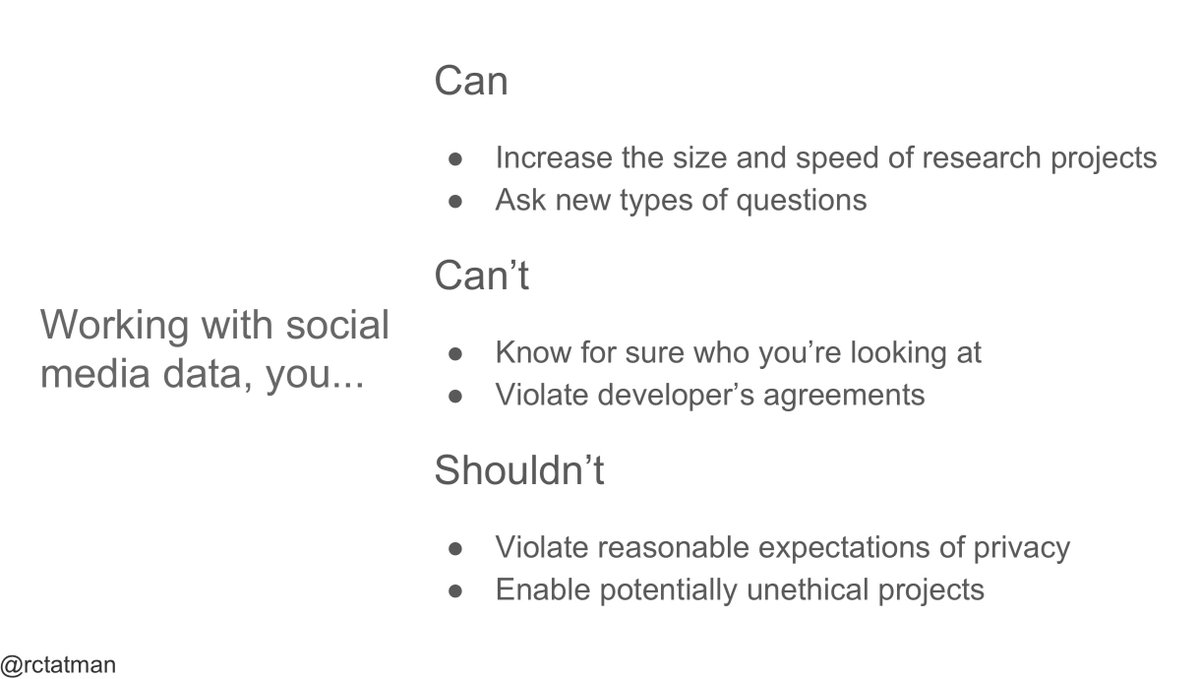 Working with social
media data, you...
Can
● Increase the size and speed of research projects
● Ask new types of questions
Can’t
● Know for sure who you’re looking at
● Violate developer’s agreements
Shouldn’t
● Violate reasonable expectations of privacy
● Enable potentially unethical projects
@rctatman